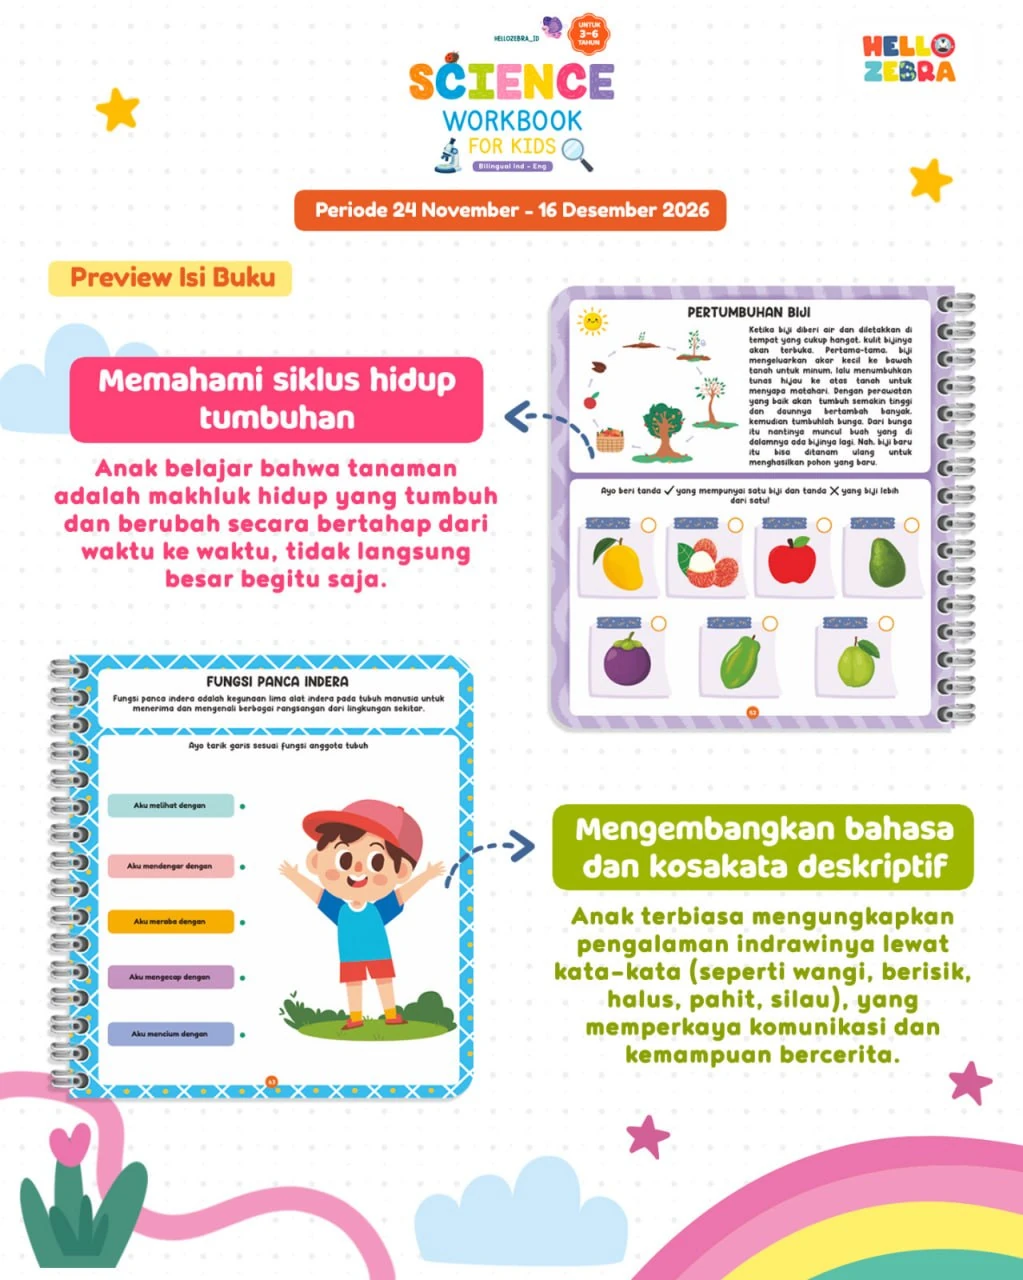 HELLOZEBRA_ID
UNTUK
3-6
TAHUN
HELLO
ZEBRA
SCIENCE
WORKBOOK
FOR KIDS
Bilingual Ind - Eng
Periode 24 November - 16 Desember 2026
Preview Isi Buku
Memahami siklus hidup
tumbuhan
Anak belajar bahwa tanaman
adalah makhluk hidup yang tumbuh
dan berubah secara bertahap dari
waktu ke waktu, tidak langsung
besar begitu saja.
PERTUMBUHAN BIJI
Ketika biji diberi air dan diletakkan di
tempat yang cukup hangat, kulit bijinya
akan terbuka. Pertama-tama, biji
mengeluarkan akar kecil ke bawah
tanah untuk minum, lalu menumbuhkan
tunas hijau ke atas tanah untuk
menyapa matahari. Dengan perawatan
yang baik akan tumbuh semakin tinggi
dan daunnya bertambah banyak,
kemudian tumbuhlah bunga. Dari bunga
itu nantinya muncul buah yang di
dalamnya ada bijinya lagi. Nah, biji baru
itu bisa ditanam ulang untuk
menghasilkan pohon yang baru.
Ayo beri tanda ✓ yang mempunyai satu biji dan tanda ✗ yang biji lebih
dari satu!
63
FUNGSI PANCA INDERA
Fungsi panca indera adalah kegunaan lima alat indera pada tubuh manusia untuk
menerima dan mengenali berbagai rangsangan dari lingkungan sekitar.
Ayo tarik garis sesuai fungsi anggota tubuh
Aku melihat dengan
Aku mendengar dengan
Aku meraba dengan
Aku mengecap dengan
Aku mencium dengan
63
Mengembangkan bahasa
dan kosakata deskriptif
Anak terbiasa mengungkapkan
pengalaman indrawinya lewat
kata-kata (seperti wangi, berisik,
halus, pahit, silau), yang
memperkaya komunikasi dan
kemampuan bercerita.